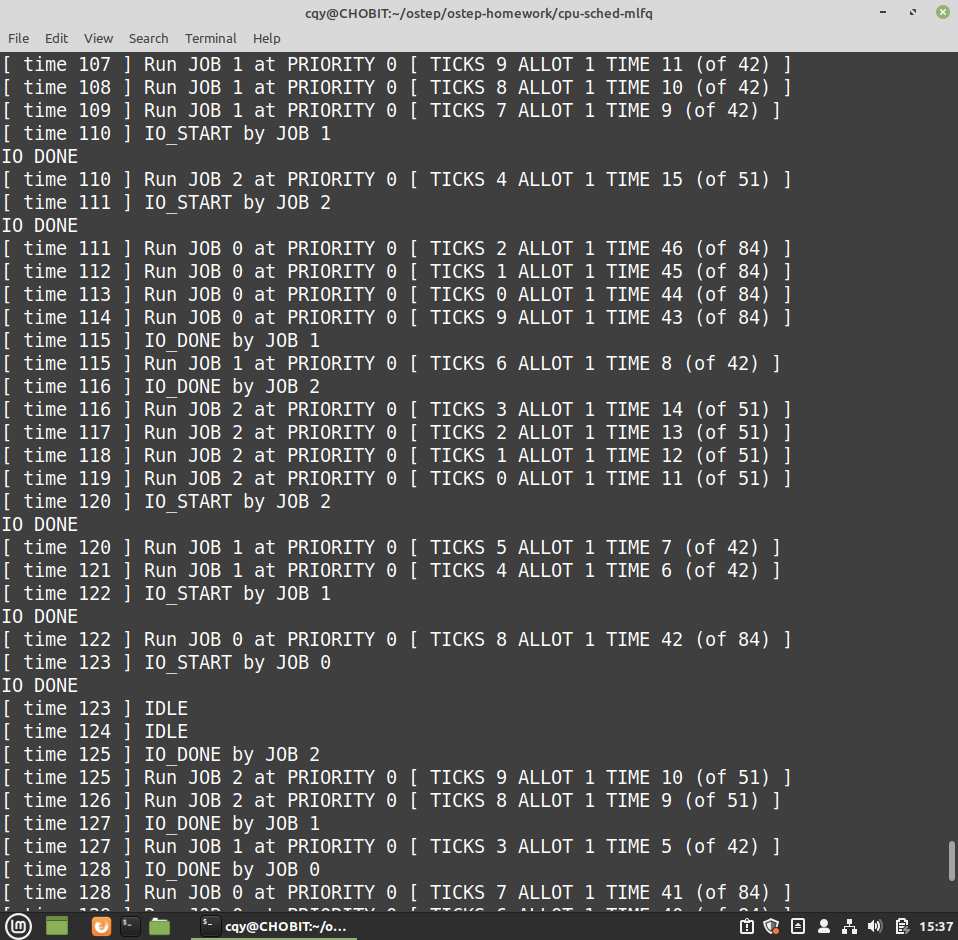 cqy@CHOBIT:~/ostep/ostep-homework/cpu-sched-mlfq
File Edit View Search Terminal Help
[ time 107 ] Run JOB 1 at PRIORITY 0 [ TICKS 9 ALLOT 1 TIME 11 (of 42) ]
[ time 108 ] Run JOB 1 at PRIORITY 0 [ TICKS 8 ALLOT 1 TIME 10 (of 42) ]
[ time 109 ] Run JOB 1 at PRIORITY 0 [ TICKS 7 ALLOT 1 TIME 9 (of 42) ]
[ time 110 ] IO_START by JOB 1
IO DONE
[ time 110 ] Run JOB 2 at PRIORITY 0 [ TICKS 4 ALLOT 1 TIME 15 (of 51) ]
[ time 111 ] IO_START by JOB 2
IO DONE
[ time 111 ] Run JOB 0 at PRIORITY 0 [ TICKS 2 ALLOT 1 TIME 46 (of 84) ]
[ time 112 ] Run JOB 0 at PRIORITY 0 [ TICKS 1 ALLOT 1 TIME 45 (of 84) ]
[ time 113 ] Run JOB 0 at PRIORITY 0 [ TICKS 0 ALLOT 1 TIME 44 (of 84) ]
[ time 114 ] Run JOB 0 at PRIORITY 0 [ TICKS 9 ALLOT 1 TIME 43 (of 84) ]
[ time 115 ] IO_DONE by JOB 1
[ time 115 ] Run JOB 1 at PRIORITY 0 [ TICKS 6 ALLOT 1 TIME 8 (of 42) ]
[ time 116 ] IO_DONE by JOB 2
[ time 116 ] Run JOB 2 at PRIORITY 0 [ TICKS 3 ALLOT 1 TIME 14 (of 51) ]
[ time 117 ] Run JOB 2 at PRIORITY 0 [ TICKS 2 ALLOT 1 TIME 13 (of 51) ]
[ time 118 ] Run JOB 2 at PRIORITY 0 [ TICKS 1 ALLOT 1 TIME 12 (of 51) ]
[ time 119 ] Run JOB 2 at PRIORITY 0 [ TICKS 0 ALLOT 1 TIME 11 (of 51) ]
[ time 120 ] IO_START by JOB 2
IO DONE
[ time 120 ] Run JOB 1 at PRIORITY 0 [ TICKS 5 ALLOT 1 TIME 7 (of 42) ]
[ time 121 ] Run JOB 1 at PRIORITY 0 [ TICKS 4 ALLOT 1 TIME 6 (of 42) ]
[ time 122 ] IO_START by JOB 1
IO DONE
[ time 122 ] Run JOB 0 at PRIORITY 0 [ TICKS 8 ALLOT 1 TIME 42 (of 84) ]
[ time 123 ] IO_START by JOB 0
IO DONE
[ time 123 ] IDLE
[ time 124 ] IDLE
[ time 125 ] IO_DONE by JOB 2
[ time 125 ] Run JOB 2 at PRIORITY 0 [ TICKS 9 ALLOT 1 TIME 10 (of 51) ]
[ time 126 ] Run JOB 2 at PRIORITY 0 [ TICKS 8 ALLOT 1 TIME 9 (of 51) ]
[ time 127 ] IO_DONE by JOB 1
[ time 127 ] Run JOB 1 at PRIORITY 0 [ TICKS 3 ALLOT 1 TIME 5 (of 42) ]
[ time 128 ] IO_DONE by JOB 0
[ time 128 ] Run JOB 0 at PRIORITY 0 [ TICKS 7 ALLOT 1 TIME 41 (of 84) ]
cqy@CHOBIT:~/o...
15:37